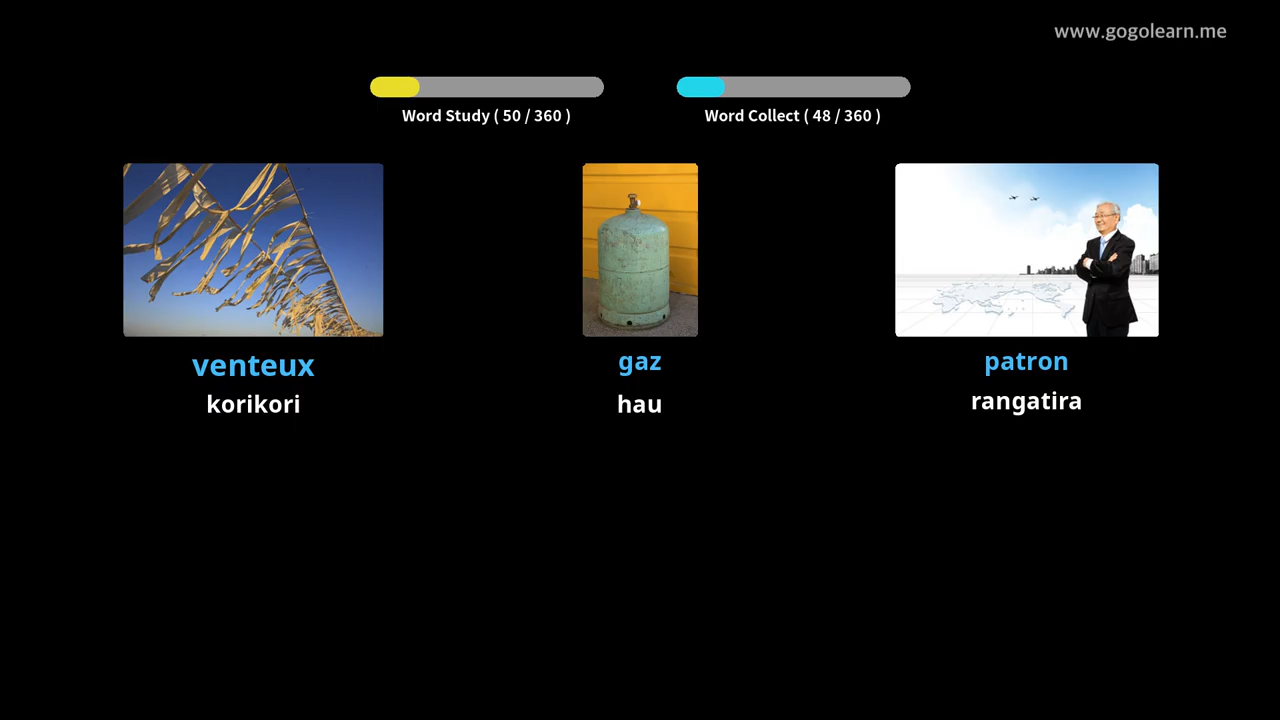 www.gogolearn.me
Word Study ( 50 / 360 )
Word Collect ( 48 / 360 )
venteux
korikori
gaz
hau
patron
rangatira